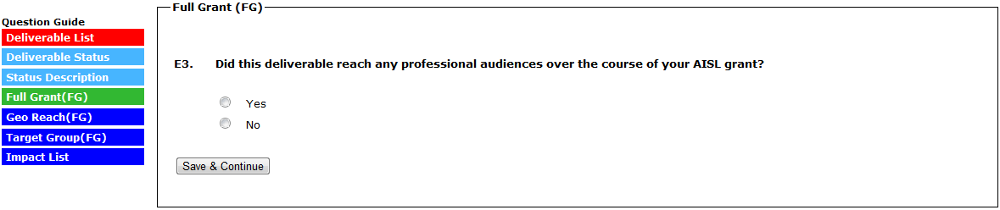 Question Guide
Deliverable List
Deliverable Status
Status Description
Full Grant(FG)
Geo Reach(FG)
Target Group(FG)
Impact List
Full Grant (FG)
E3. Did this deliverable reach any professional audiences over the course of your AISL grant?
Yes
No
Save & Continue